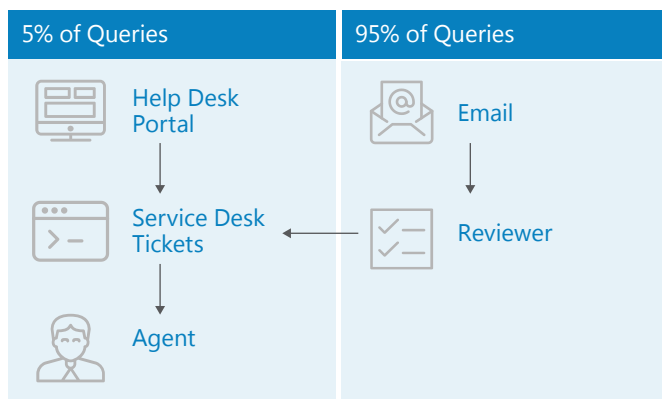 5% of Queries
Help Desk
Portal
Service Desk
Tickets
Agent
95% of Queries
Email
Reviewer